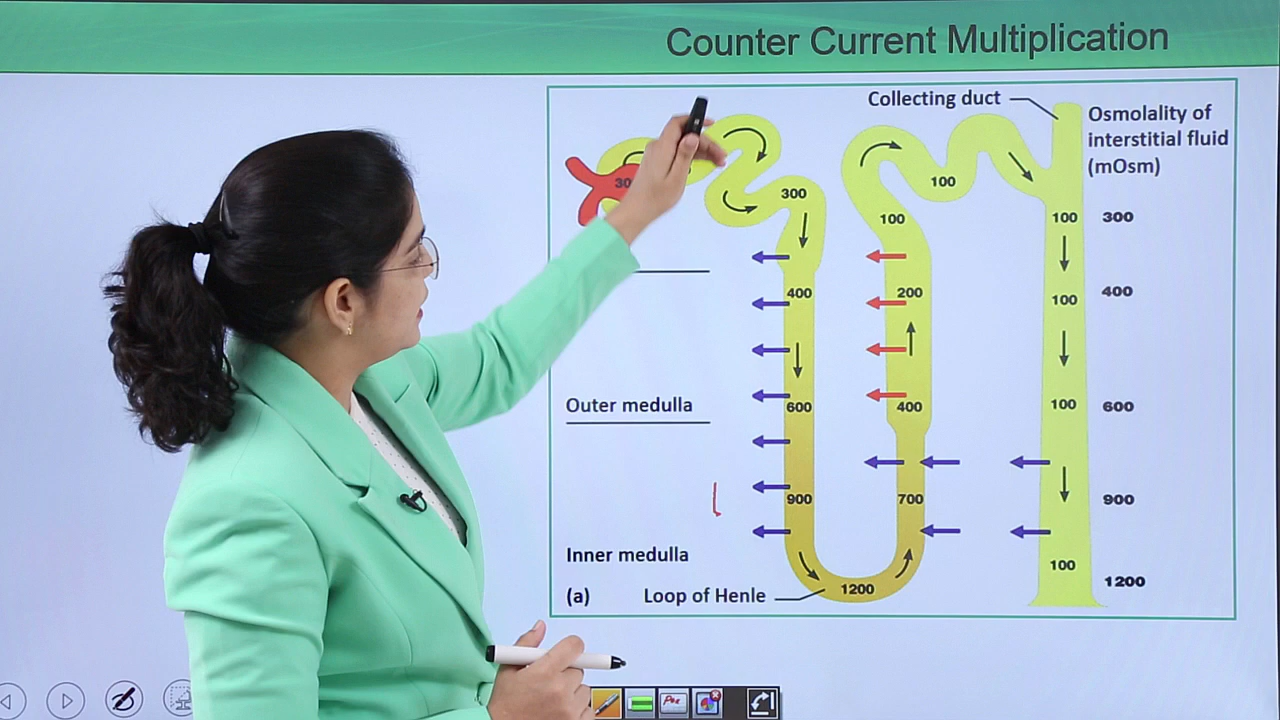 Counter Current Multiplication
Collecting duct
Osmolality of
interstitial fluid
(mOsm)
300
100
100
100
300
400
200
100
400
Outer medulla
600
400
100
600
900
700
900
Inner medulla
100
1200
(a)
Loop of Henle
1200